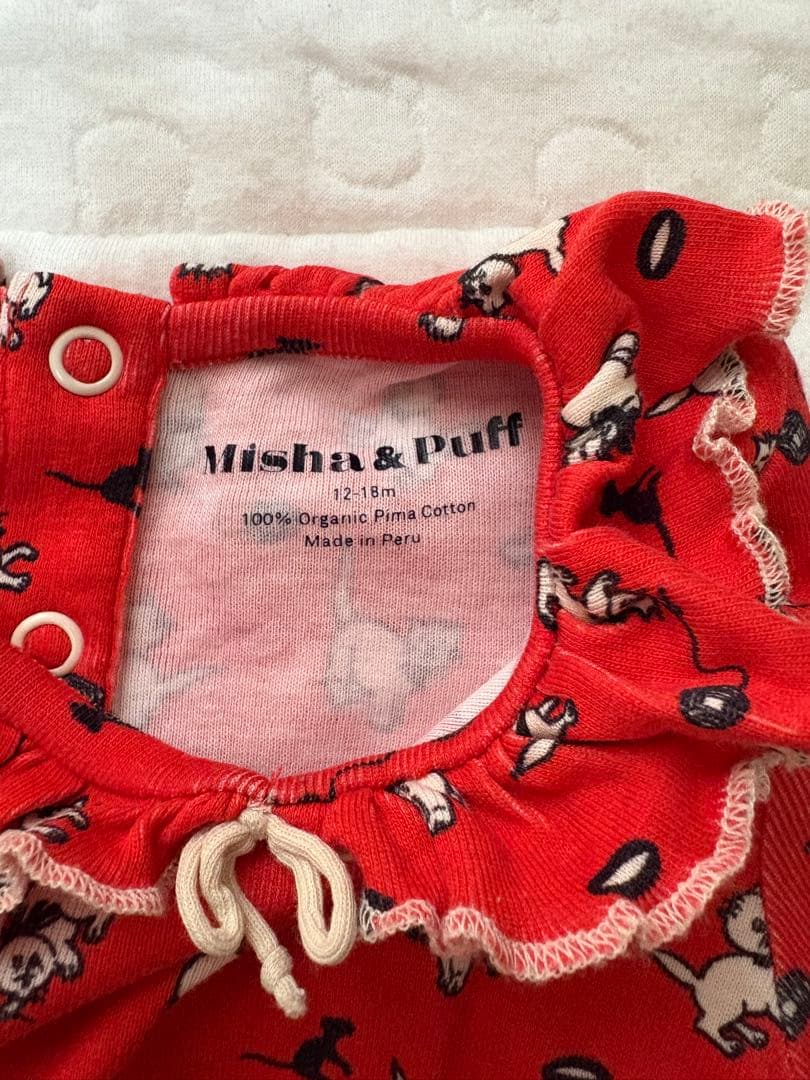 Misha & Puff
12-18m
100% Organic Pima Cotton
Made in Peru